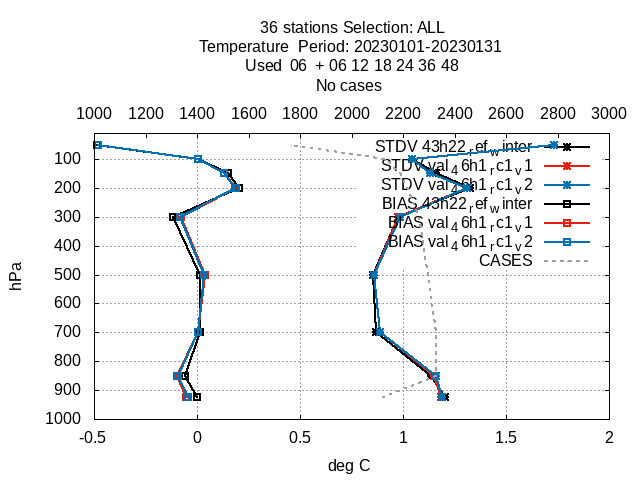 36 stations Selection: ALL
Temperature Period: 20230101-20230131
Used 06 + 06 12 18 24 36 48
No cases
1000 1200 1400 1600 1800 2000 2200 2400 2600 2800 3000
STDV 43h22_ref_winter
STDV val_46h1_rc1_v1
STDV val_46h1_rc1_v2
BIAS 43h22_ref_winter
BIAS val_46h1_rc1_v1
BIAS val_46h1_rc1_v2
CASES
100
200
300
400
500
600
700
800
900
1000
hPa
-0.5 0 0.5 1 1.5 2
deg C